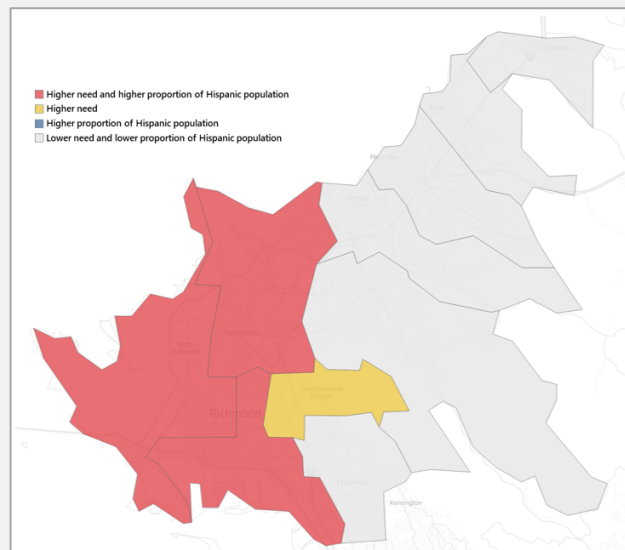 Higher need and higher proportion of Hispanic population
Higher need
Higher proportion of Hispanic population
Lower need and lower proportion of Hispanic population
Richmond
Kensington